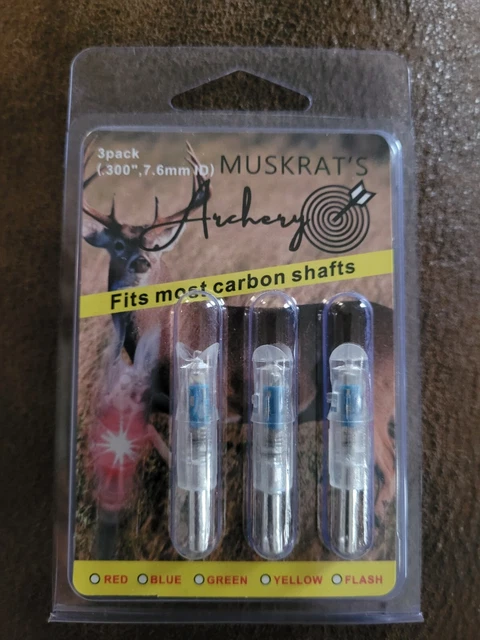 3pack
(.300",7.6mm ID)
MUSKRAT'S
Archery
Fits most carbon shafts
RED BLUE GREEN YELLOW FLASH